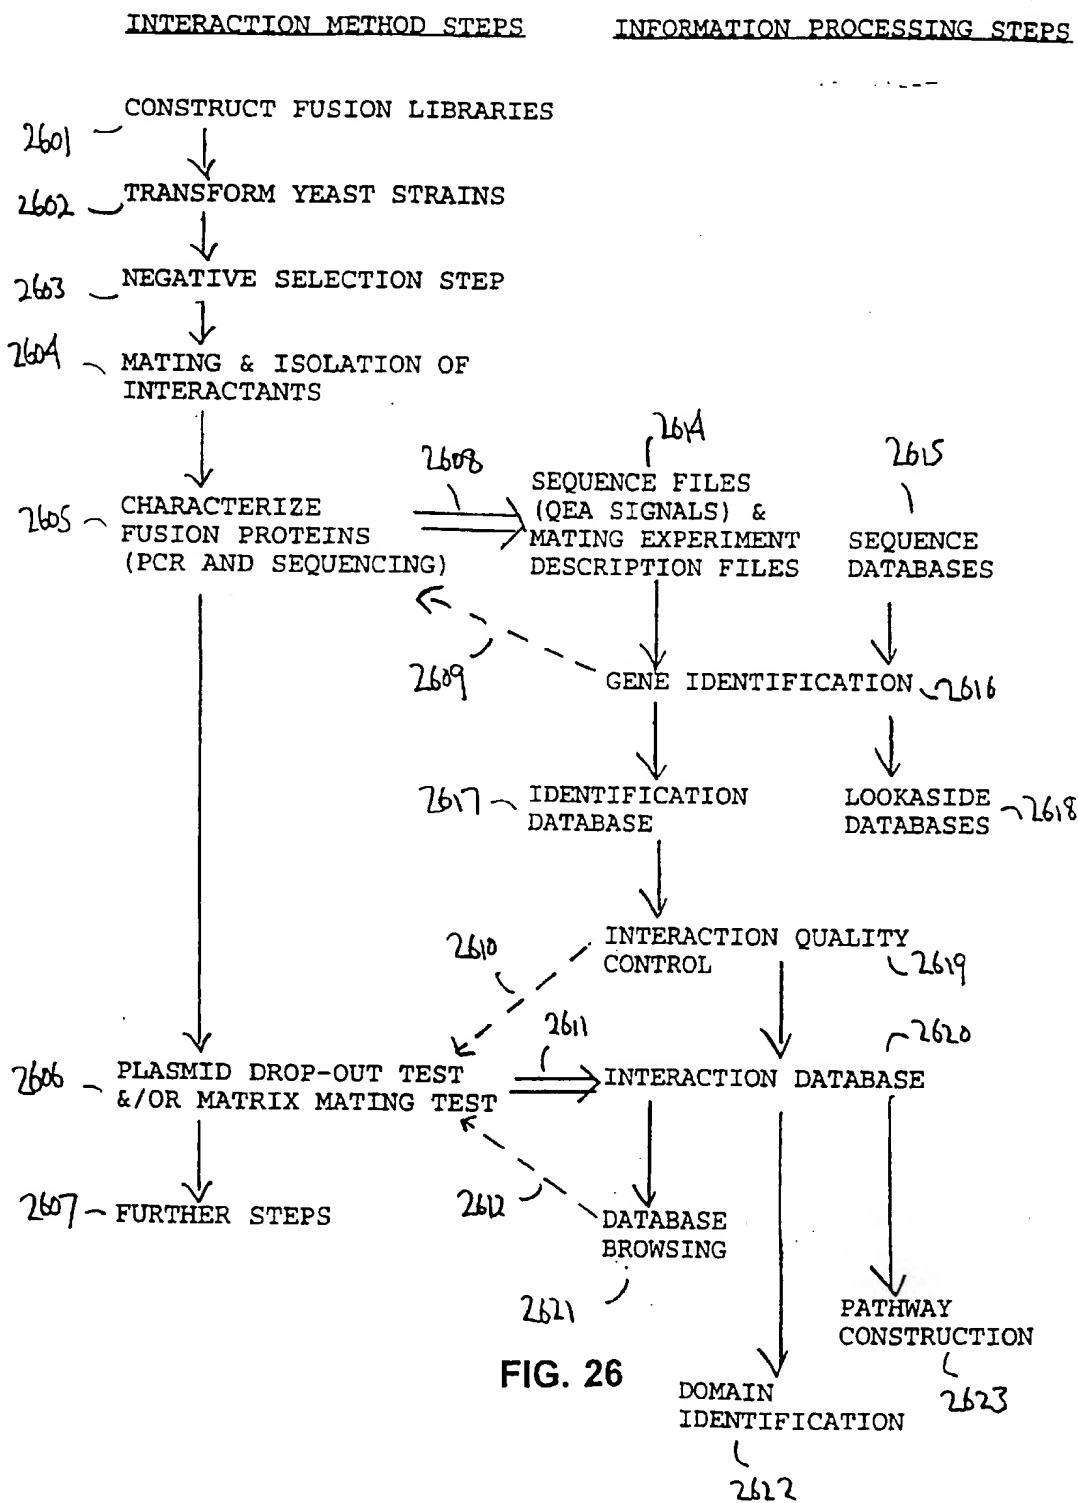 INTERACTION METHOD STEPS
INFORMATION PROCESSING STEPS
CONSTRUCT FUSION LIBRARIES
2601
TRANSFORM YEAST STRAINS
2602
NEGATIVE SELECTION STEP
2603
2604
MATING & ISOLATION OF
INTERACTANTS
2605
CHARACTERIZE
FUSION PROTEINS
(PCR AND SEQUENCING)
2608
2614
SEQUENCE FILES
(QEA SIGNALS) &
MATING EXPERIMENT
DESCRIPTION FILES
2615
SEQUENCE
DATABASES
2609
GENE IDENTIFICATION
2616
2617
IDENTIFICATION
DATABASE
LOOKASIDE
DATABASES
2618
2610
INTERACTION QUALITY
CONTROL
2619
2611
2620
2606
PLASMID DROP-OUT TEST
&/OR MATRIX MATING TEST
INTERACTION DATABASE
2612
2607
FURTHER STEPS
DATABASE
BROWSING
2621
PATHWAY
CONSTRUCTION
2623
FIG. 26
DOMAIN
IDENTIFICATION
2622